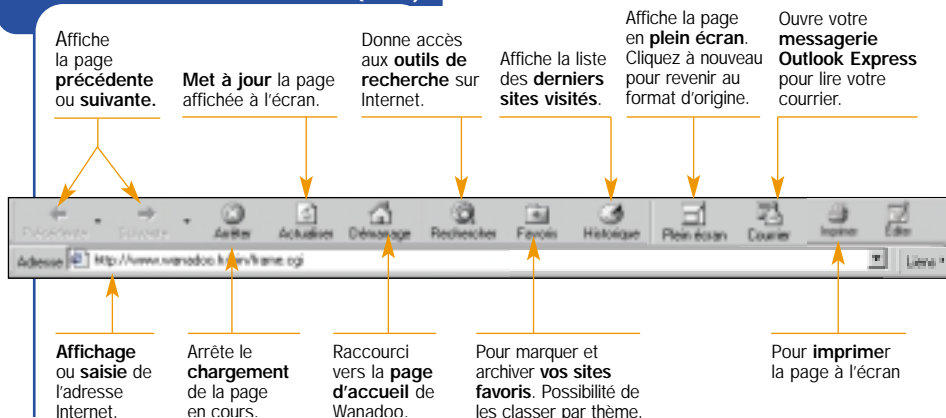 Affiche
la page
précédente
ou suivante.
Met à jour la page
affichée à l'écran.
Donne accès
aux outils de
recherche sur
Internet.
Affiche la liste
des derniers
sites visités.
Affiche la page
en plein écran.
Cliquez à nouveau
pour revenir au
format d'origine.
Ouvre votre
messagerie
Outlook Express
pour lire votre
courrier.
Précédente Suivante Arrêter Actualiser Démarrage Rechercher Favoris Historique Plein écran Courrier Imprimer Éditer
Adresse Liens
Affichage
ou saisie de
l'adresse
Internet.
Arrête le
chargement
de la page
en cours.
Raccourci
vers la page
d'accueil de
Wanadoo.
Pour marquer et
archiver vos sites
favoris. Possibilité de
les classer par thème.
Pour imprimer
la page à l'écran